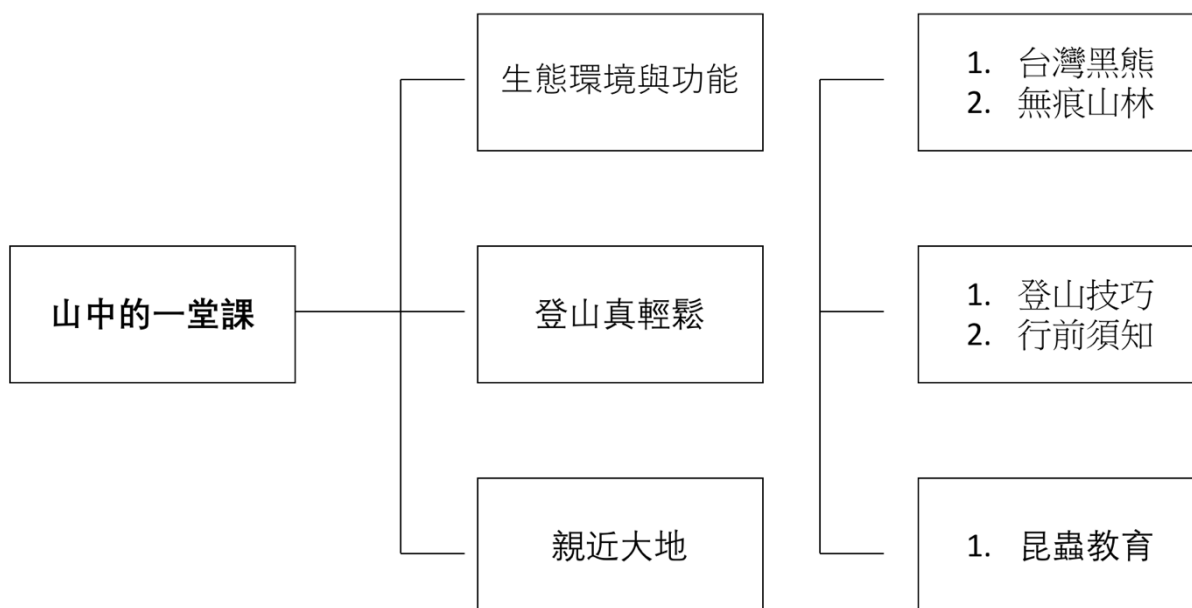 生態環境與功能
1. 台灣黑熊
2. 無痕山林
山中的一堂課
登山真輕鬆
1. 登山技巧
2. 行前須知
親近大地
1. 昆蟲教育